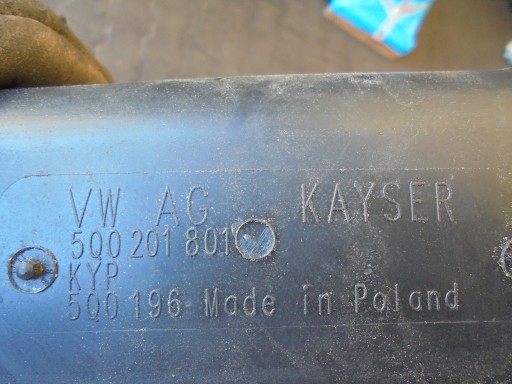 VW AG KAYSER
5Q0 201 801
KYP
5Q0 196 Made in Poland